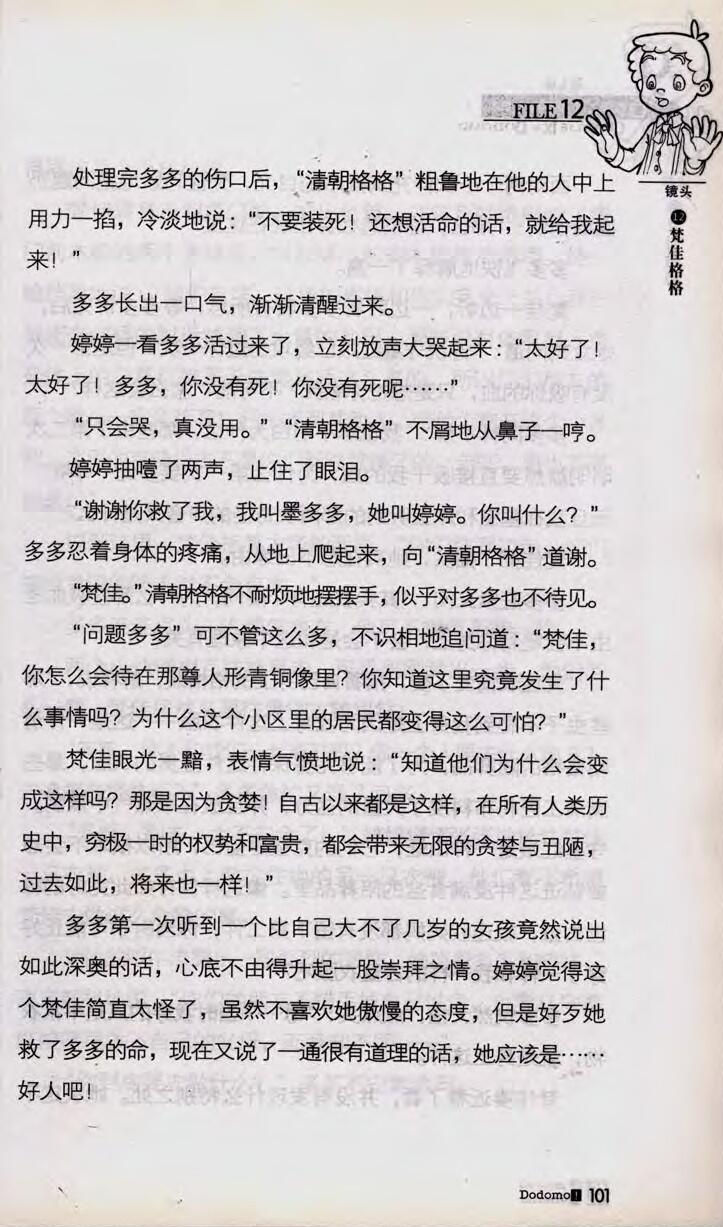 FILE 12
镜头
12
梵佳格格
处理完多多的伤口后，“清朝格格”粗鲁地在他的人中上
用力一掐，冷淡地说：“不要装死！还想活命的话，就给我起
来！”
多多长出一口气，渐渐清醒过来。
婷婷一看多多活过来了，立刻放声大哭起来：“太好了！
太好了！多多，你没有死！你没有死呢……”
“只会哭，真没用。”“清朝格格”不屑地从鼻子一哼。
婷婷抽噎了两声，止住了眼泪。
“谢谢你救了我，我叫墨多多，她叫婷婷。你叫什么？”
多多忍着身体的疼痛，从地上爬起来，向“清朝格格”道谢。
“梵佳。”清朝格格不耐烦地摆摆手，似乎对多多也不待见。
“问题多多”可不管这么多，不识相地追问道：“梵佳，
你怎么会待在那尊人形青铜像里？你知道这里究竟发生了什
么事情吗？为什么这个小区里的居民都变得这么可怕？”
梵佳眼光一黯，表情气愤地说：“知道他们为什么会变
成这样吗？那是因为贪婪！自古以来都是这样，在所有人类历
史中，穷极一时的权势和富贵，都会带来无限的贪婪与丑陋，
过去如此，将来也一样！”
多多第一次听到一个比自己大不了几岁的女孩竟然说出
如此深奥的话，心底不由得升起一股崇拜之情。婷婷觉得这
个梵佳简直太怪了，虽然不喜欢她傲慢的态度，但是好歹她
救了多多的命，现在又说了一通很有道理的话，她应该是……
好人吧！
Dodomo! 101